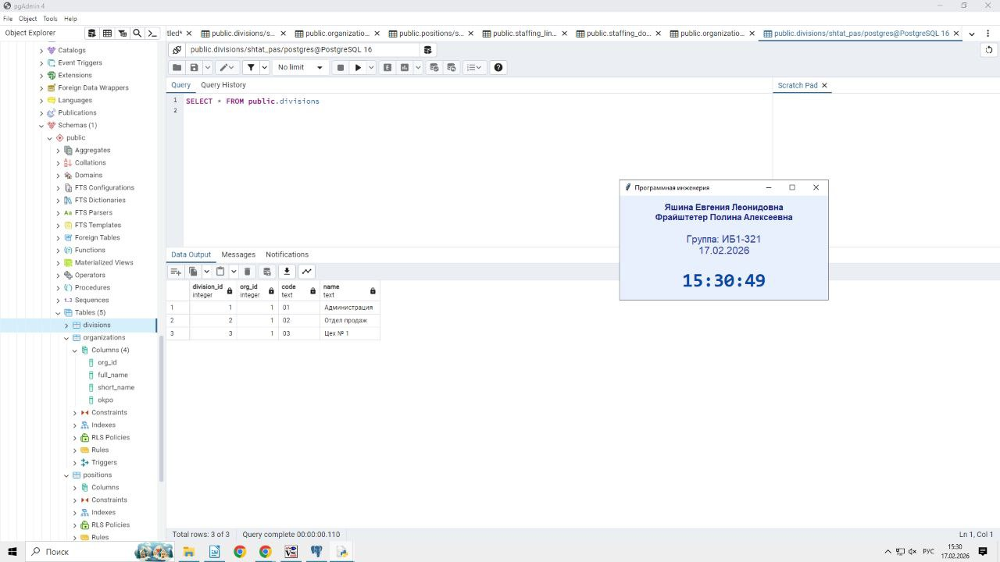 pgAdmin 4
File Object Tools Help
Object Explorer
tled* public.divisions/s... public.organizatio... public.positions/s... public.staffing_lin... public.staffing_do... public.organizatio... public.divisions/shtat_pas/postgres@PostgreSQL 16
public.divisions/shtat_pas/postgres@PostgreSQL 16
No limit
Query Query History
Scratch Pad
1 SELECT * FROM public.divisions
2
Catalogs
Event Triggers
Extensions
Foreign Data Wrappers
Languages
Publications
Schemas (1)
public
Aggregates
Collations
Domains
FTS Configurations
FTS Dictionaries
FTS Parsers
FTS Templates
Foreign Tables
Functions
Materialized Views
Operators
Procedures
Sequences
Tables (5)
divisions
organizations
Columns (4)
org_id
full_name
short_name
okpo
Constraints
Indexes
RLS Policies
Rules
Triggers
positions
Columns
Constraints
Indexes
RLS Policies
Rules
Программная инженерия
Яшина Евгения Леонидовна
Фрайштетер Полина Алексеевна
Группа: ИБ1-321
17.02.2026
15:30:49
Data Output Messages Notifications
division_id integer org_id integer code text name text
1 1 1 01 Администрация
2 2 1 02 Отдел продаж
3 3 1 03 Цех № 1
Total rows: 3 of 3 Query complete 00:00:00.110 Ln 1, Col 1
Поиск
РУС
15:30
17.02.2026